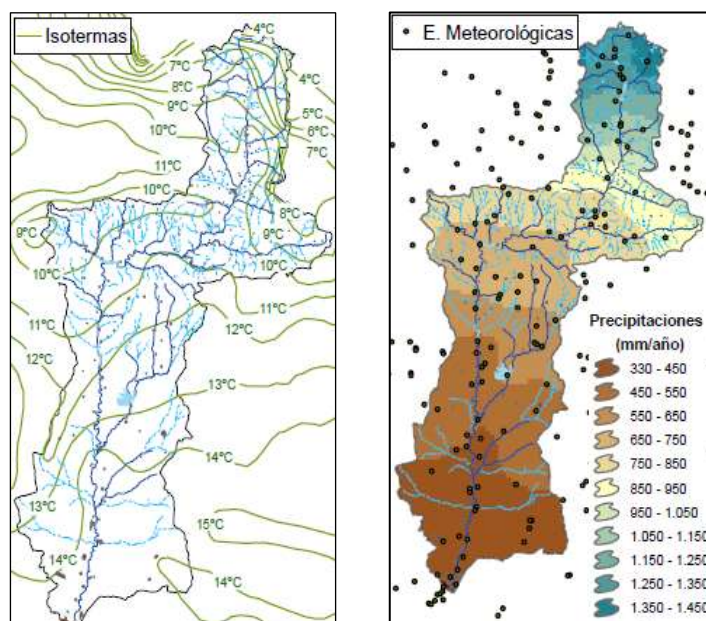 Isotermas
4ºC
7ºC
8ºC
9ºC
10ºC
11ºC
10ºC
4ºC
5ºC
6ºC
7ºC
8ºC
9ºC
9ºC
10ºC
10ºC
11ºC
12ºC
11ºC
12ºC
13ºC
14ºC
13ºC
15ºC
14ºC
14ºC
E. Meteorológicas
Precipitaciones
(mm/año)
330 - 450
450 - 550
550 - 650
650 - 750
750 - 850
850 - 950
950 - 1.050
1.050 - 1.150
1.150 - 1.250
1.250 - 1.350
1.350 - 1.450